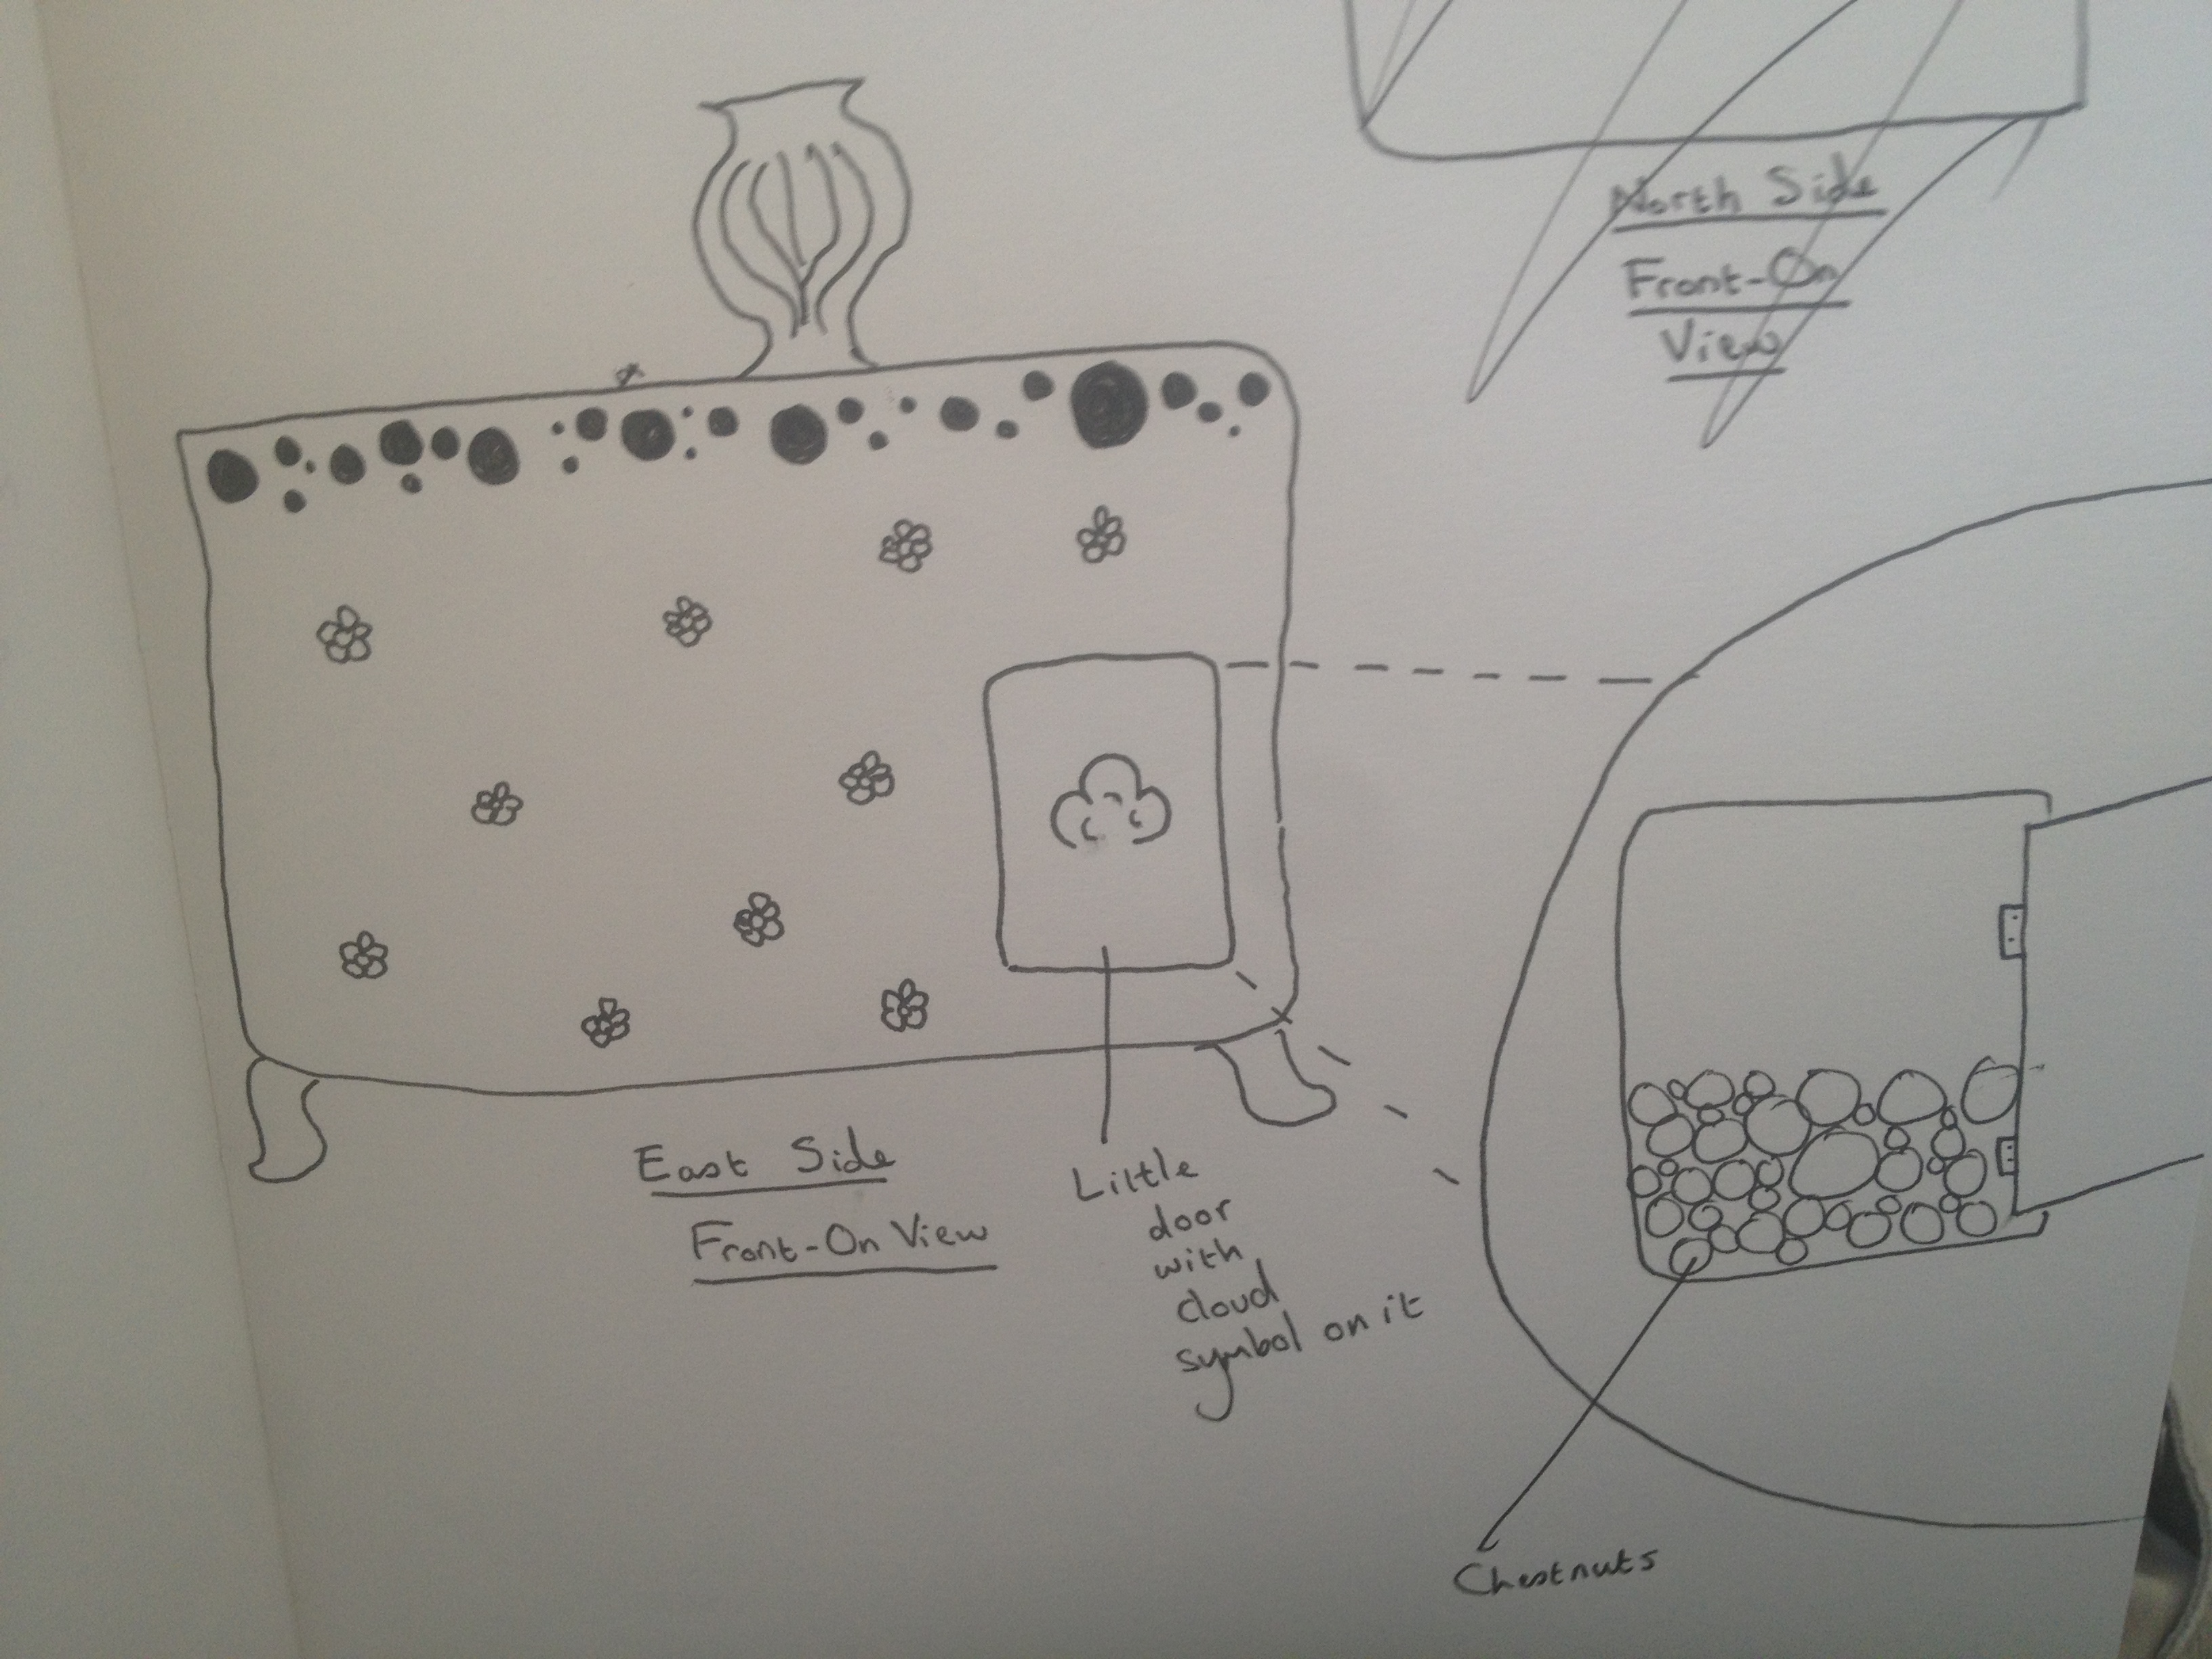 North Side
Front-On
View
East Side
Front-On View
Little
door
with
cloud
symbol on it
Chestnuts